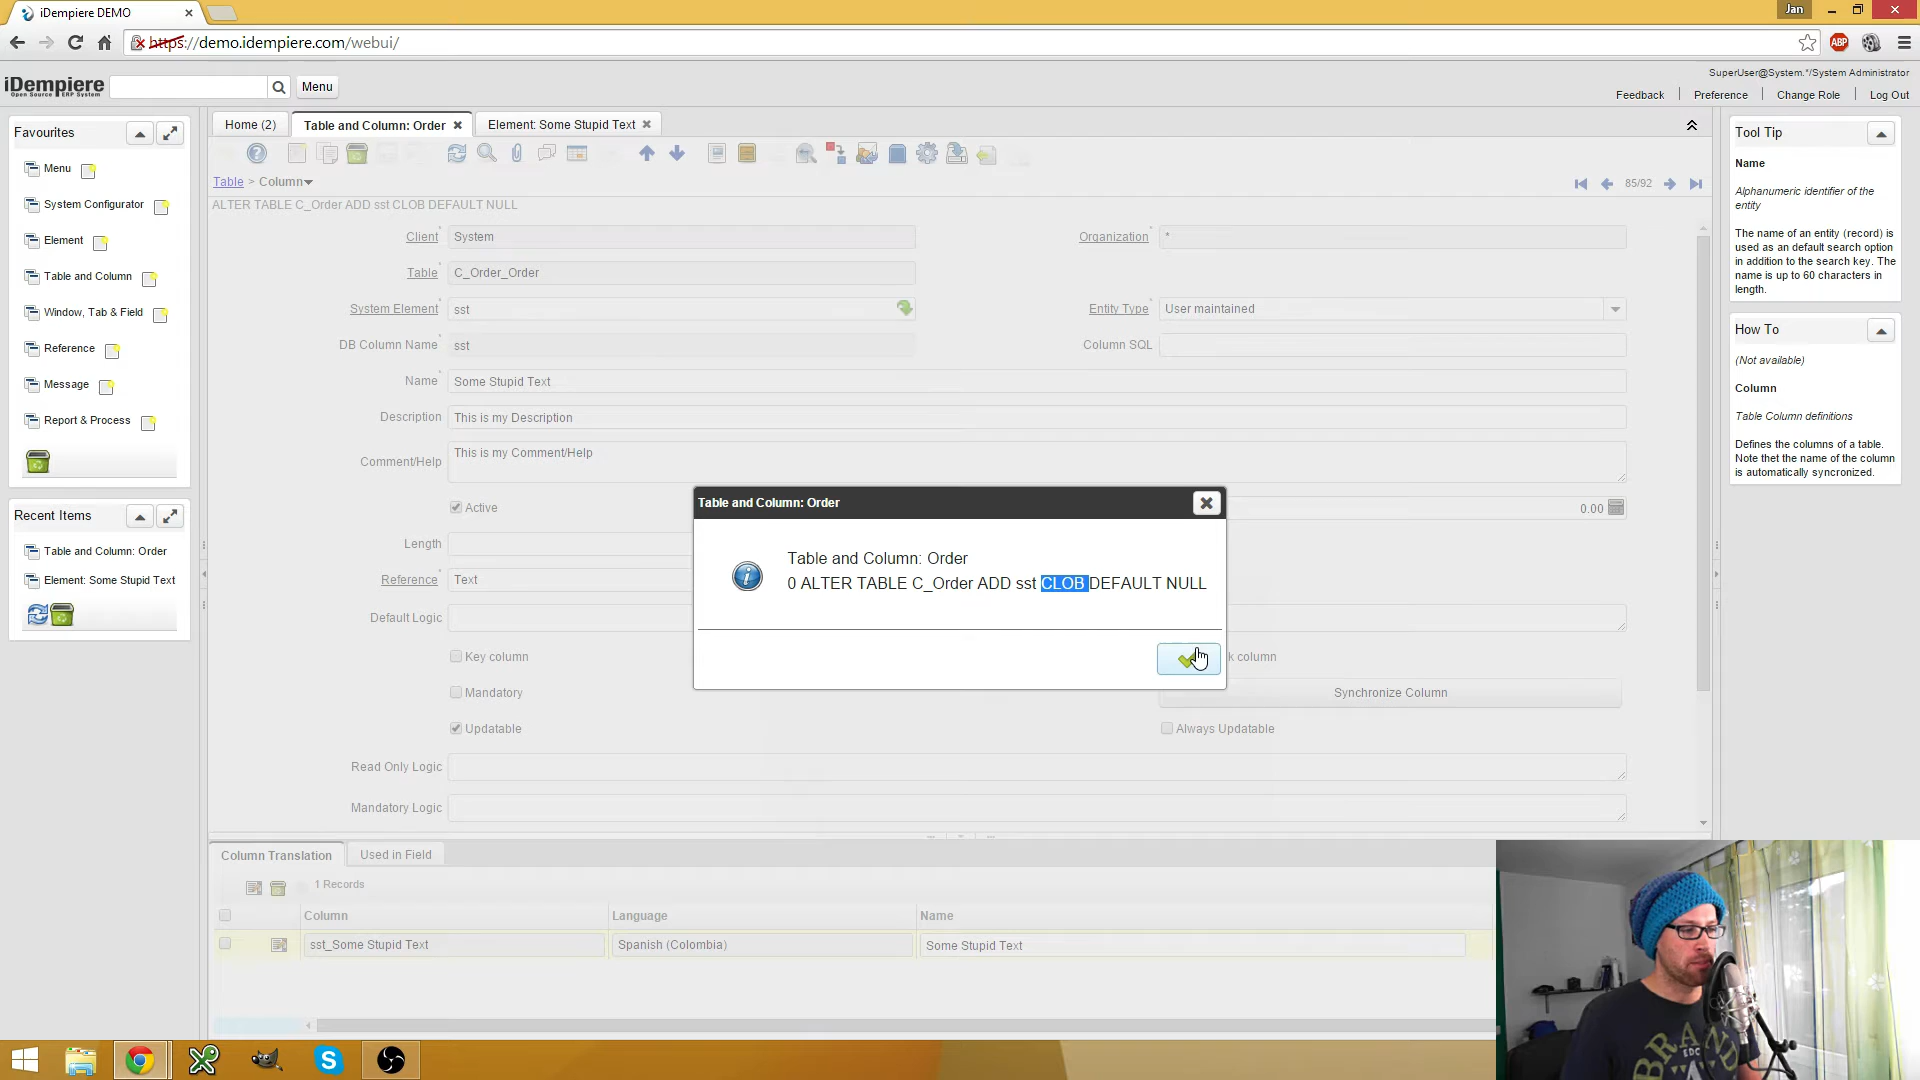 iDempiere DEMO
Jan
https://demo.idempiere.com/webui/
ABP
iDempiere
Open Source ERP System
Menu
SuperUser@System.*/System Administrator
Feedback
Preference
Change Role
Log Out
Favourites
Menu
System Configurator
Element
Table and Column
Window, Tab & Field
Reference
Message
Report & Process
Recent Items
Table and Column: Order
Element: Some Stupid Text
Home (2)
Table and Column: Order
Element: Some Stupid Text
Table > Column
85/92
ALTER TABLE C_Order ADD sst CLOB DEFAULT NULL
Client
System
Organization
*
Table
C_Order_Order
System Element
sst
Entity Type
User maintained
DB Column Name
sst
Column SQL
Name
Some Stupid Text
Description
This is my Description
Comment/Help
This is my Comment/Help
Active
0.00
Length
Reference
Text
Default Logic
Key column
k column
Mandatory
Synchronize Column
Updatable
Always Updatable
Read Only Logic
Mandatory Logic
Table and Column: Order
Table and Column: Order
0 ALTER TABLE C_Order ADD sst CLOB DEFAULT NULL
Column Translation
Used in Field
1 Records
Column
Language
Name
sst_Some Stupid Text
Spanish (Colombia)
Some Stupid Text
Tool Tip
Name
Alphanumeric identifier of the
entity
The name of an entity (record) is
used as an default search option
in addition to the search key. The
name is up to 60 characters in
length.
How To
(Not available)
Column
Table Column definitions
Defines the columns of a table.
Note thet the name of the column
is automatically syncronized.
BRAND